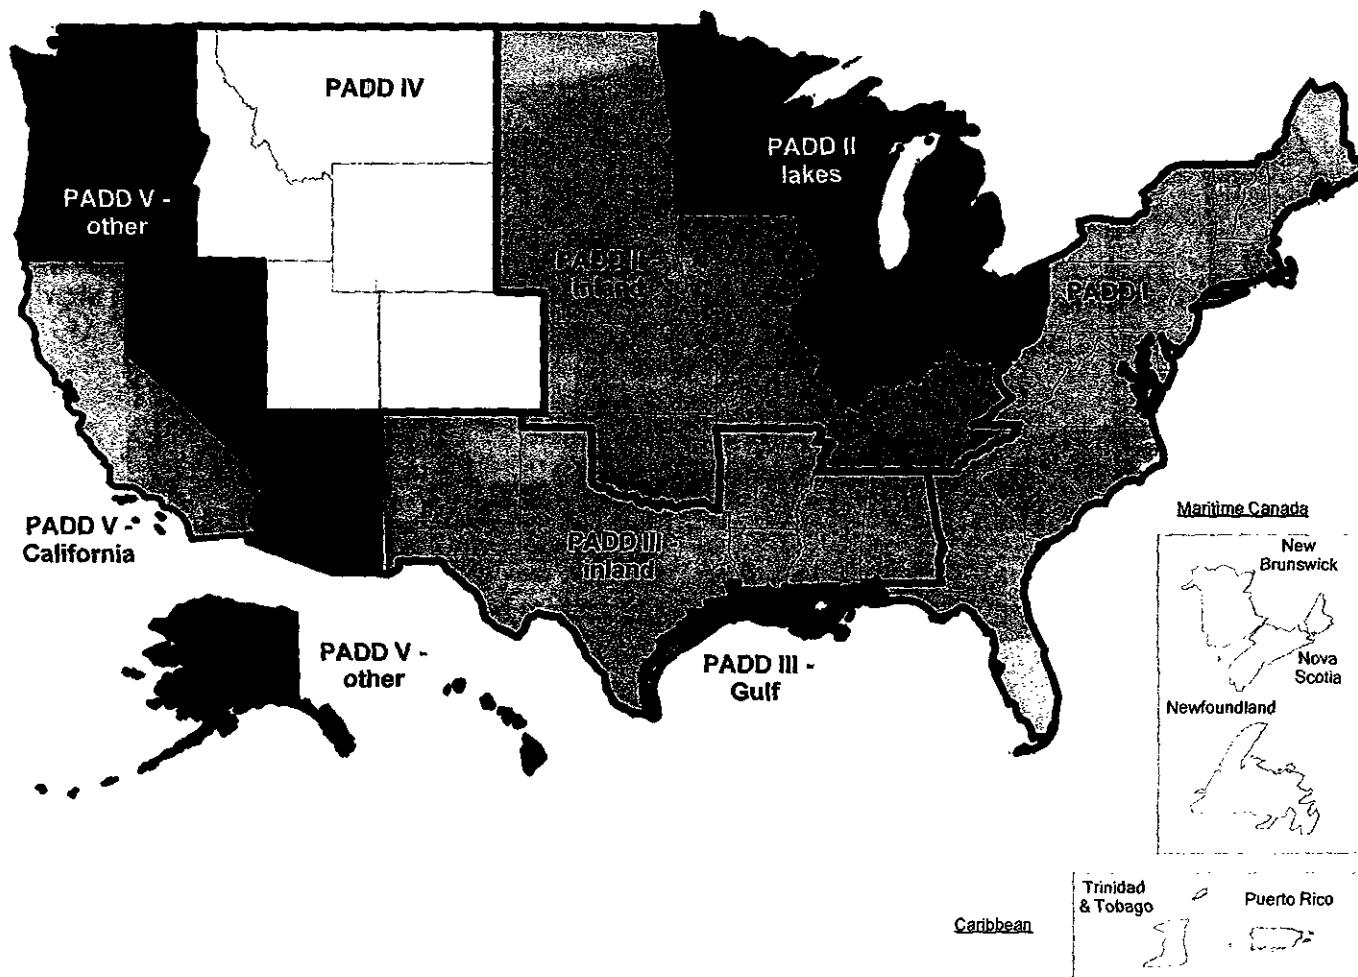 PADD IV
PADD II
lakes
PADD V -
other
PADD II -
inland
PADD I
PADD V -
California
PADD III -
inland
PADD V -
other
PADD III -
Gulf
Maritime Canada
New
Brunswick
Nova
Scotia
Newfoundland
Caribbean
Trinidad
& Tobago
Puerto Rico